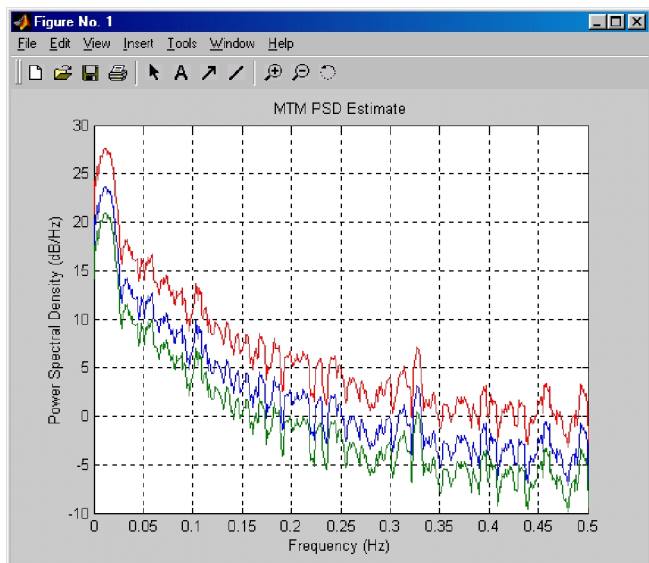 Figure No. 1
File Edit View Insert Tools Window Help
A
MTM PSD Estimate
Power Spectral Density (dB/Hz)
30
25
20
15
10
5
0
-5
-10
0 0.05 0.1 0.15 0.2 0.25 0.3 0.35 0.4 0.45 0.5
Frequency (Hz)